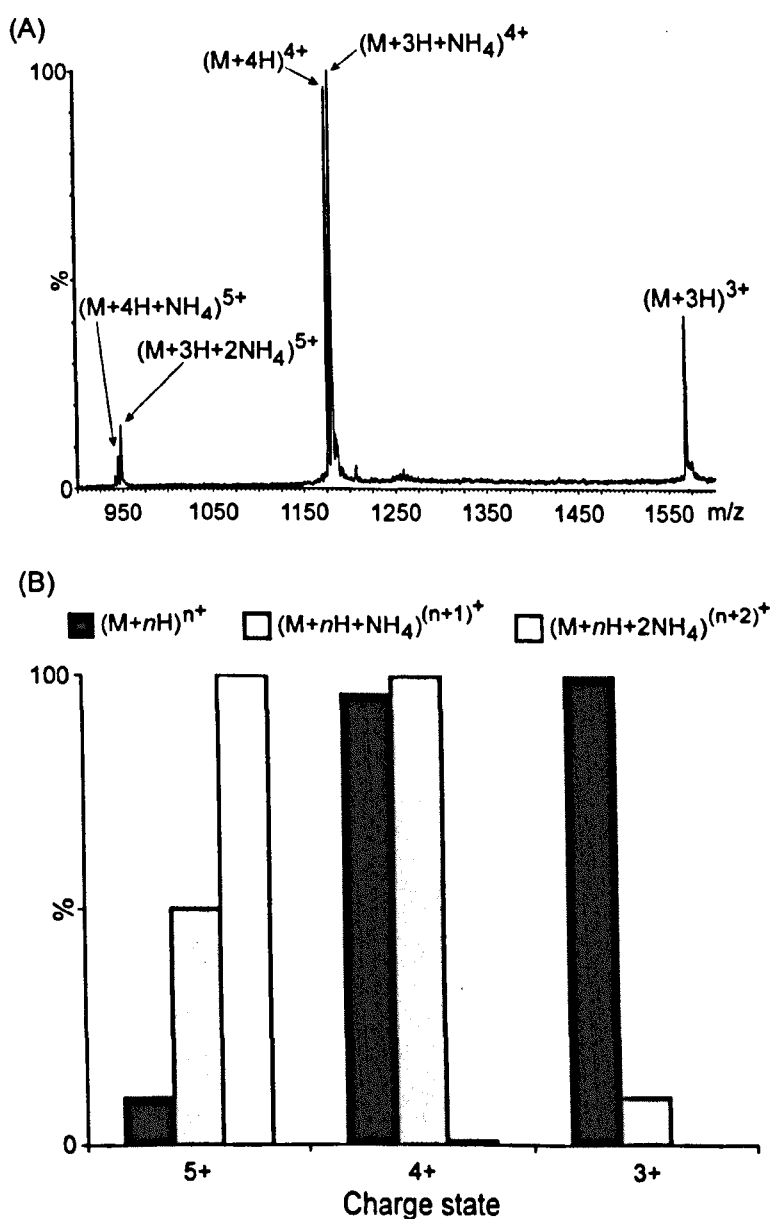 (A)
(M+4H)⁴⁺ (M+3H+NH₄)⁴⁺
100
%
(M+4H+NH₄)⁵⁺
(M+3H+2NH₄)⁵⁺
(M+3H)³⁺
0
950 1050 1150 1250 1350 1450 1550 m/z
(B)
(M+nH)ⁿ⁺ (M+nH+NH₄)⁽ⁿ⁺¹⁾⁺ (M+nH+2NH₄)⁽ⁿ⁺²⁾⁺
100
%
0
5+ 4+ 3+
Charge state